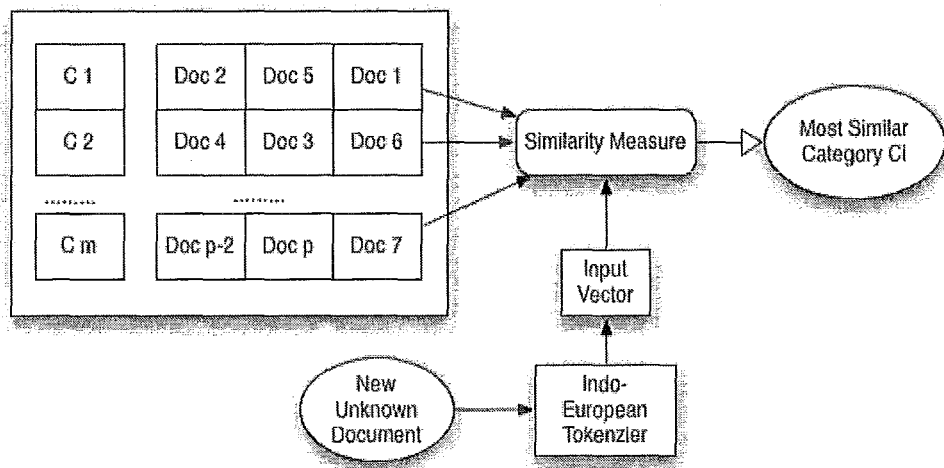 C 1
Doc 2 Doc 5 Doc 1
C 2
Doc 4 Doc 3 Doc 6
.........
.........
C m
Doc p-2 Doc p Doc 7
Similarity Measure
Most Similar
Category Ci
Input
Vector
New
Unknown
Document
Indo-
European
Tokenzier